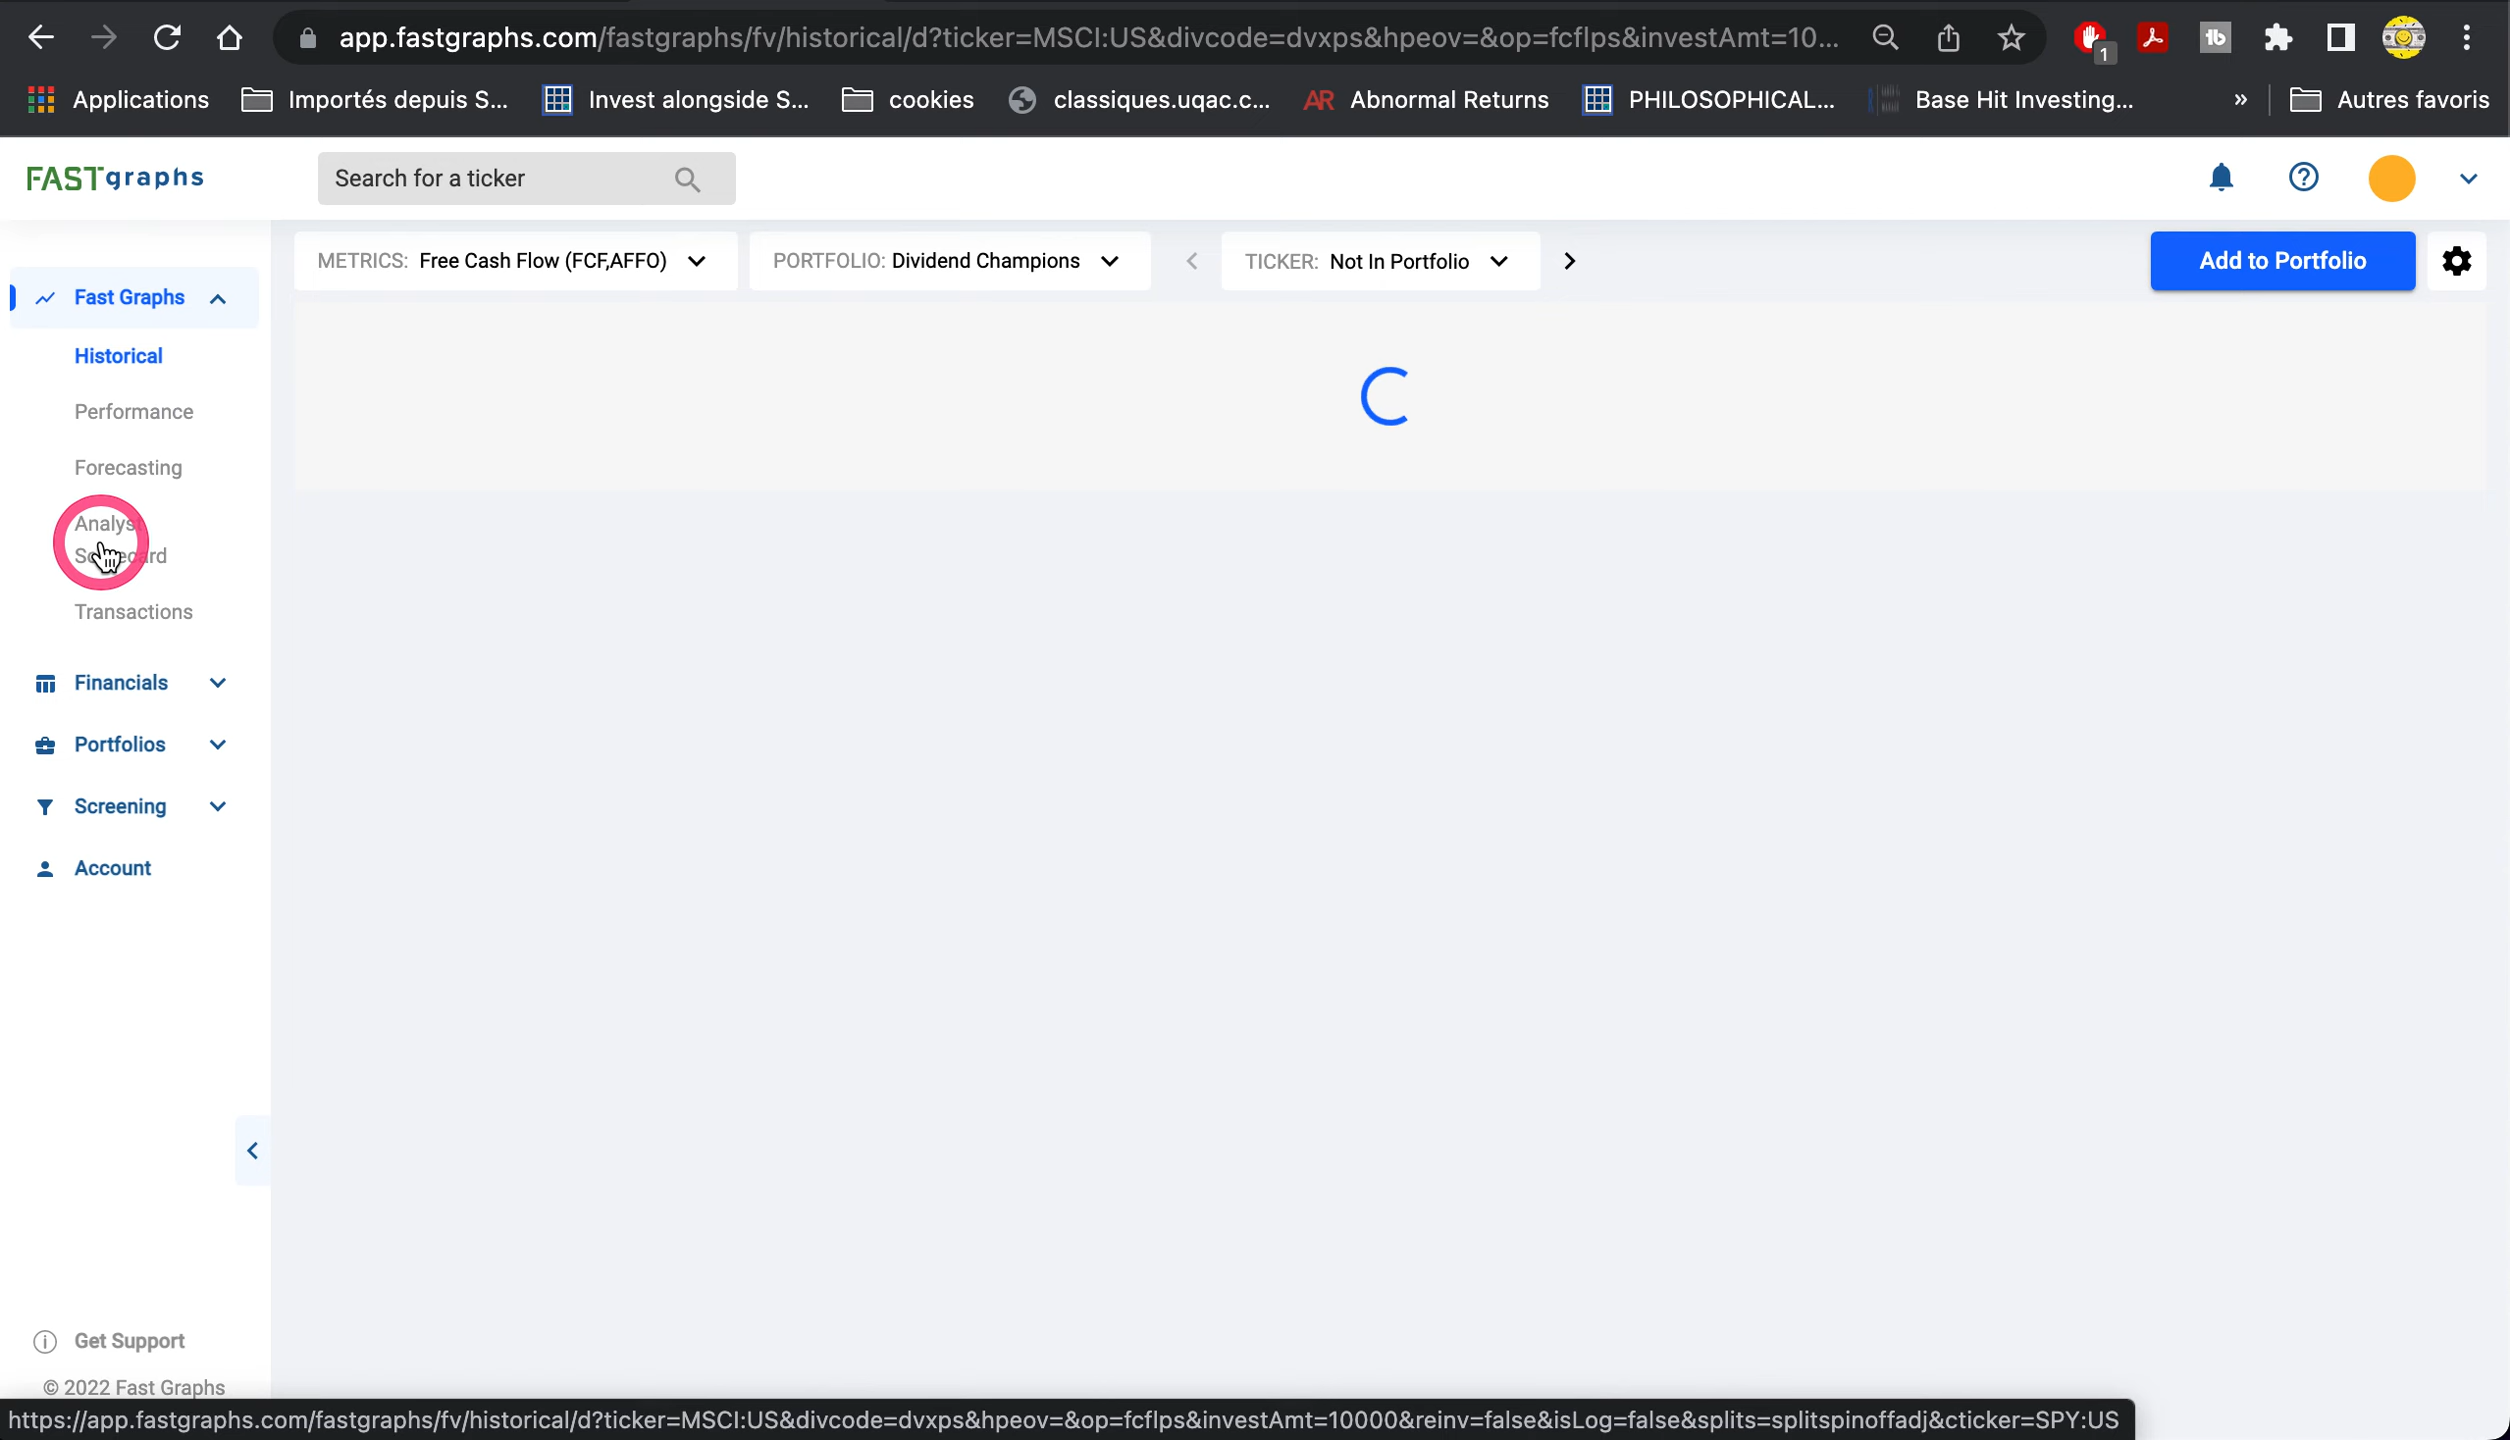 app.fastgraphs.com/fastgraphs/fv/historical/d?ticker=MSCI:US&divcode=dvxps&hpeov=&op=fcflps&investAmt=10...
1
Applications
Importés depuis S...
Invest alongside S...
cookies
classiques.uqac.c...
AR Abnormal Returns
PHILOSOPHICAL...
Base Hit Investing...
»
Autres favoris
FASTgraphs
Search for a ticker
METRICS: Free Cash Flow (FCF,AFFO)
PORTFOLIO: Dividend Champions
TICKER: Not In Portfolio
Add to Portfolio
Fast Graphs
Historical
Performance
Forecasting
Analyst
Scorecard
Transactions
Financials
Portfolios
Screening
Account
Get Support
© 2022 Fast Graphs
https://app.fastgraphs.com/fastgraphs/fv/historical/d?ticker=MSCI:US&divcode=dvxps&hpeov=&op=fcflps&investAmt=10000&reinv=false&isLog=false&splits=splitspinoffadj&cticker=SPY:US